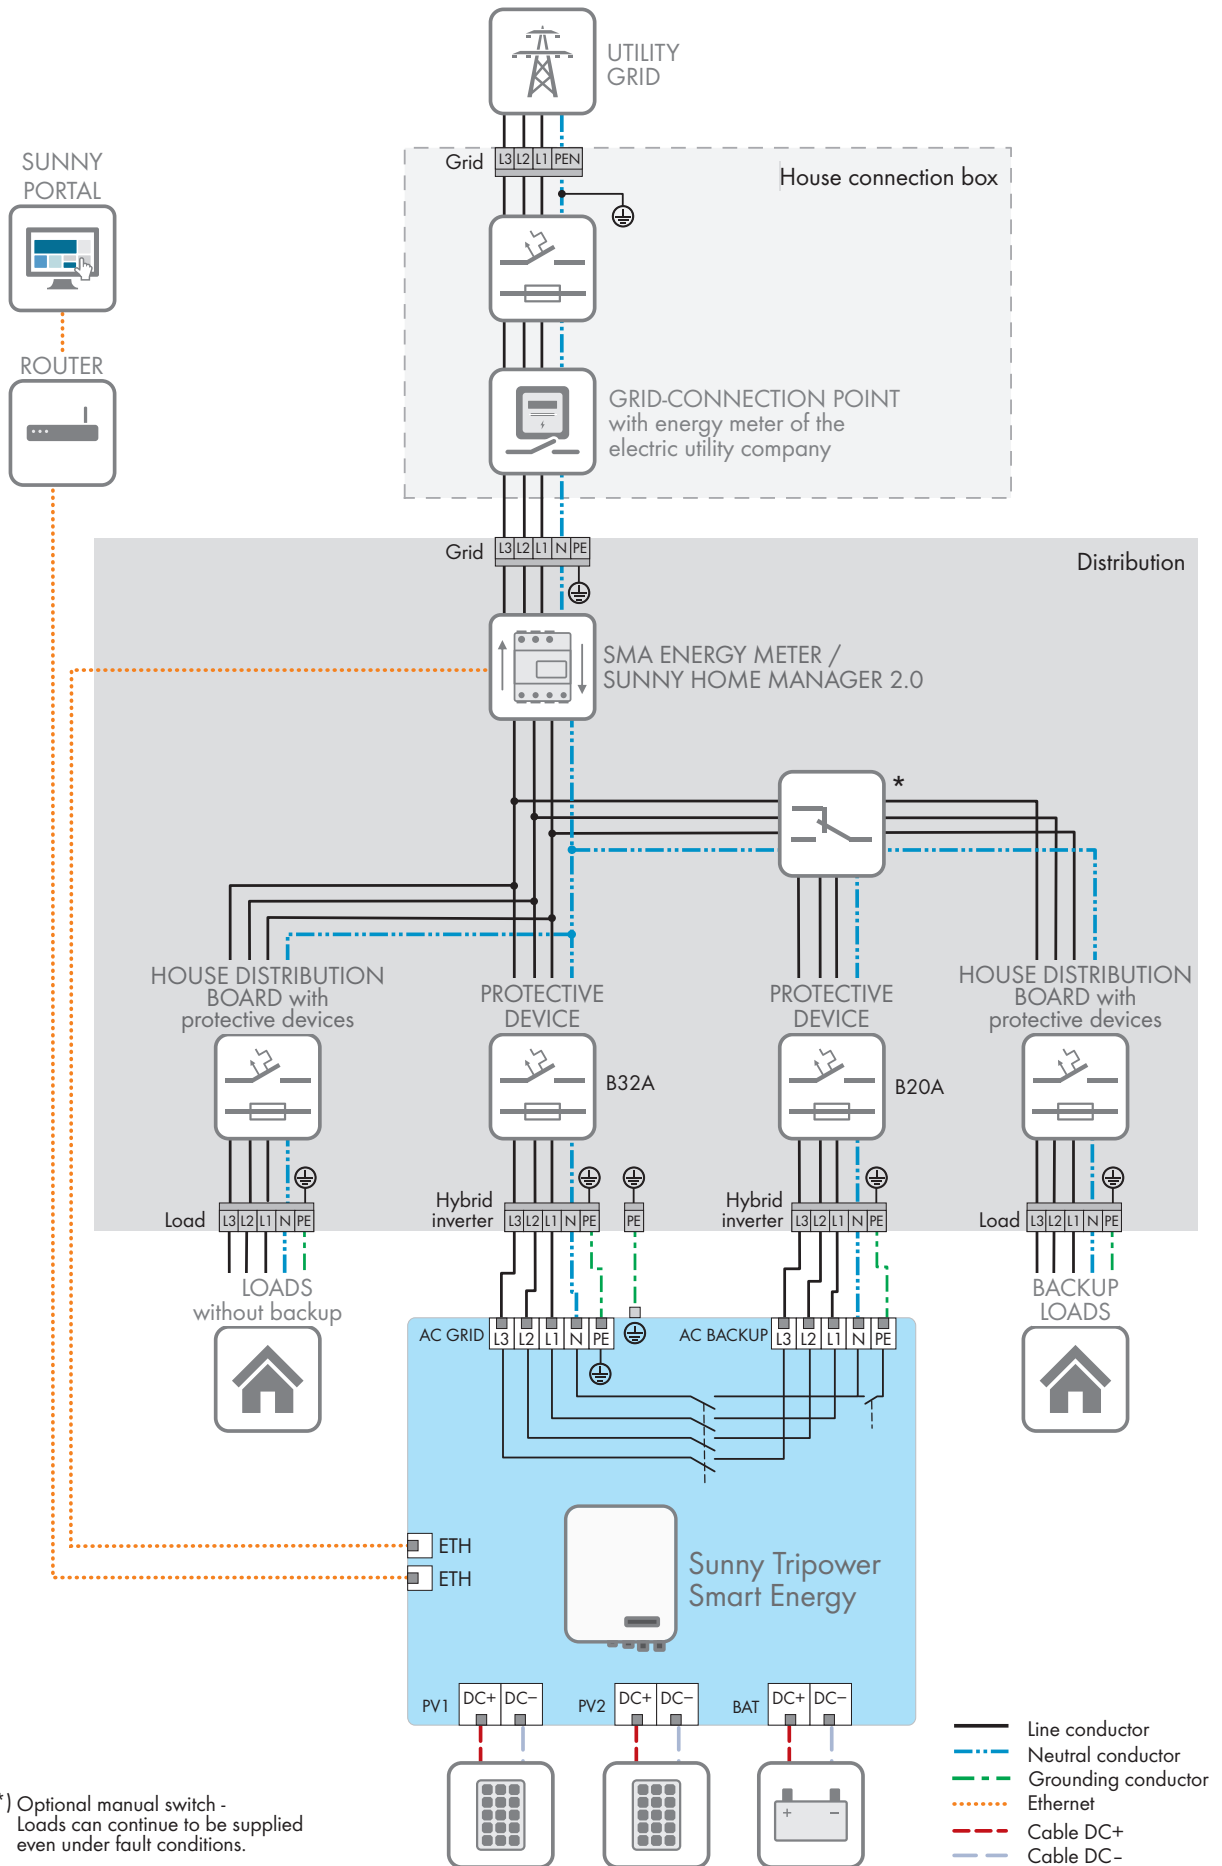 UTILITY
GRID
SUNNY
PORTAL
Grid
L3 L2 L1 PEN
House connection box
ROUTER
GRID-CONNECTION POINT
with energy meter of the
electric utility company
Grid
L3 L2 L1 N PE
Distribution
SMA ENERGY METER /
SUNNY HOME MANAGER 2.0
*
HOUSE DISTRIBUTION
BOARD with
protective devices
PROTECTIVE
DEVICE
B32A
PROTECTIVE
DEVICE
B20A
HOUSE DISTRIBUTION
BOARD with
protective devices
Load
L3 L2 L1 N PE
Hybrid
inverter
L3 L2 L1 N PE
PE
Hybrid
inverter
L3 L2 L1 N PE
Load
L3 L2 L1 N PE
LOADS
without backup
BACKUP
LOADS
AC GRID
L3 L2 L1 N PE
AC BACKUP
L3 L2 L1 N PE
ETH
ETH
Sunny Tripower
Smart Energy
PV1
DC+ DC−
PV2
DC+ DC−
BAT
DC+ DC−
+ −
*) Optional manual switch -
Loads can continue to be supplied
even under fault conditions.
Line conductor
Neutral conductor
Grounding conductor
Ethernet
Cable DC+
Cable DC−